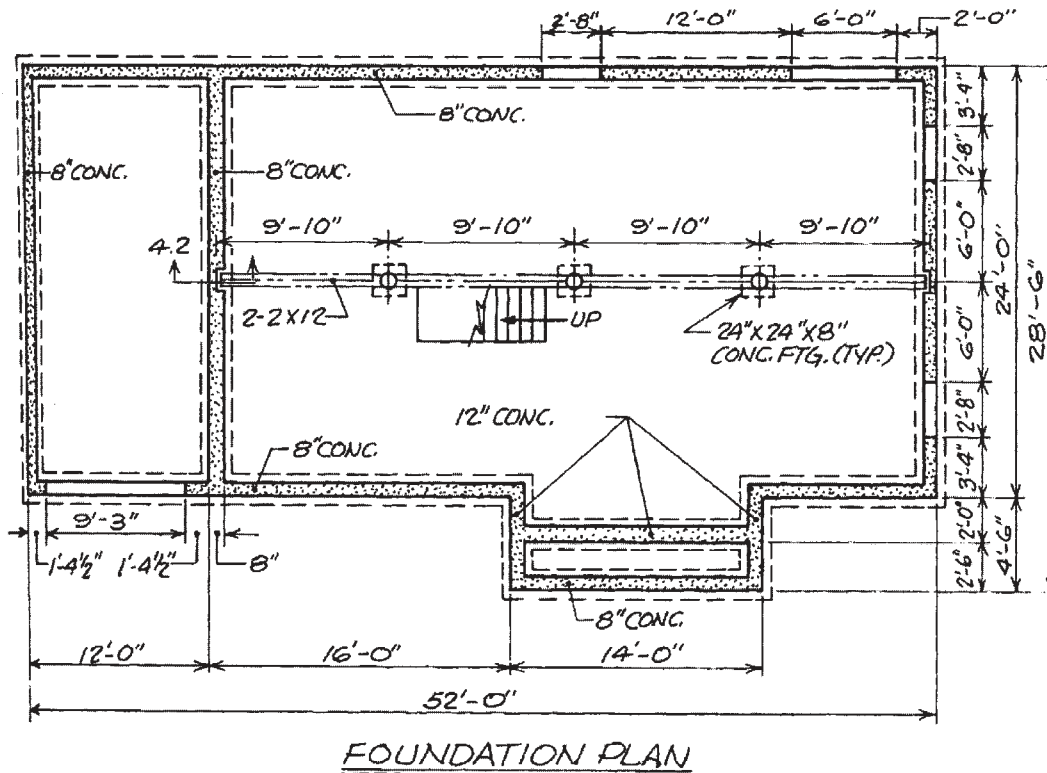 2'-8" 12'-0" 6'-0" 2'-0"
8" CONC.
8" CONC.
8" CONC.
3'-4"
2'-8"
6'-0"
24'-0"
28'-6"
6'-0"
2'-8"
3'-4"
2'-0"
4'-6"
2'-6"
9'-10" 9'-10" 9'-10" 9'-10"
4.2
2-2X12
UP
24"X24"X8"
CONC. FTG. (TYP.)
12" CONC.
8" CONC.
9'-3"
1'-4½" 1'-4½" 8"
8" CONC.
12'-0" 16'-0" 14'-0"
52'-0"
FOUNDATION PLAN